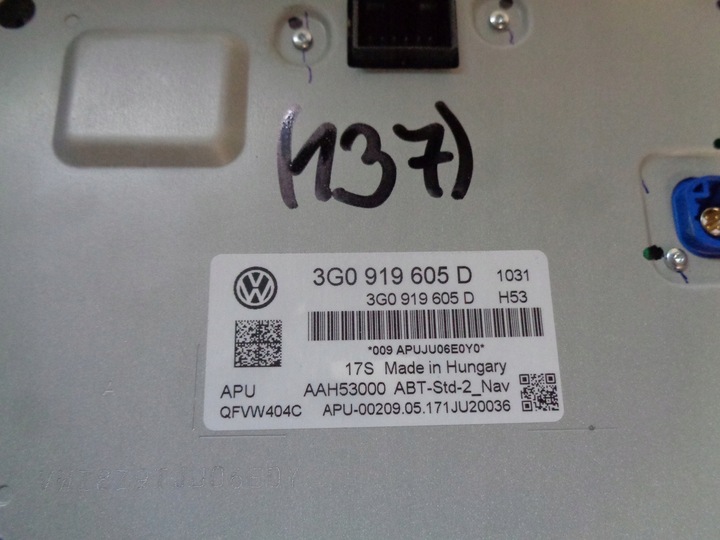 (137)
3G0 919 605 D 1031
3G0 919 605 D H53
*009 APUJU06E0Y0*
17S Made in Hungary
APU AAH53000 ABT-Std-2_Nav
QFVW404C APU-00209.05.171JU20036